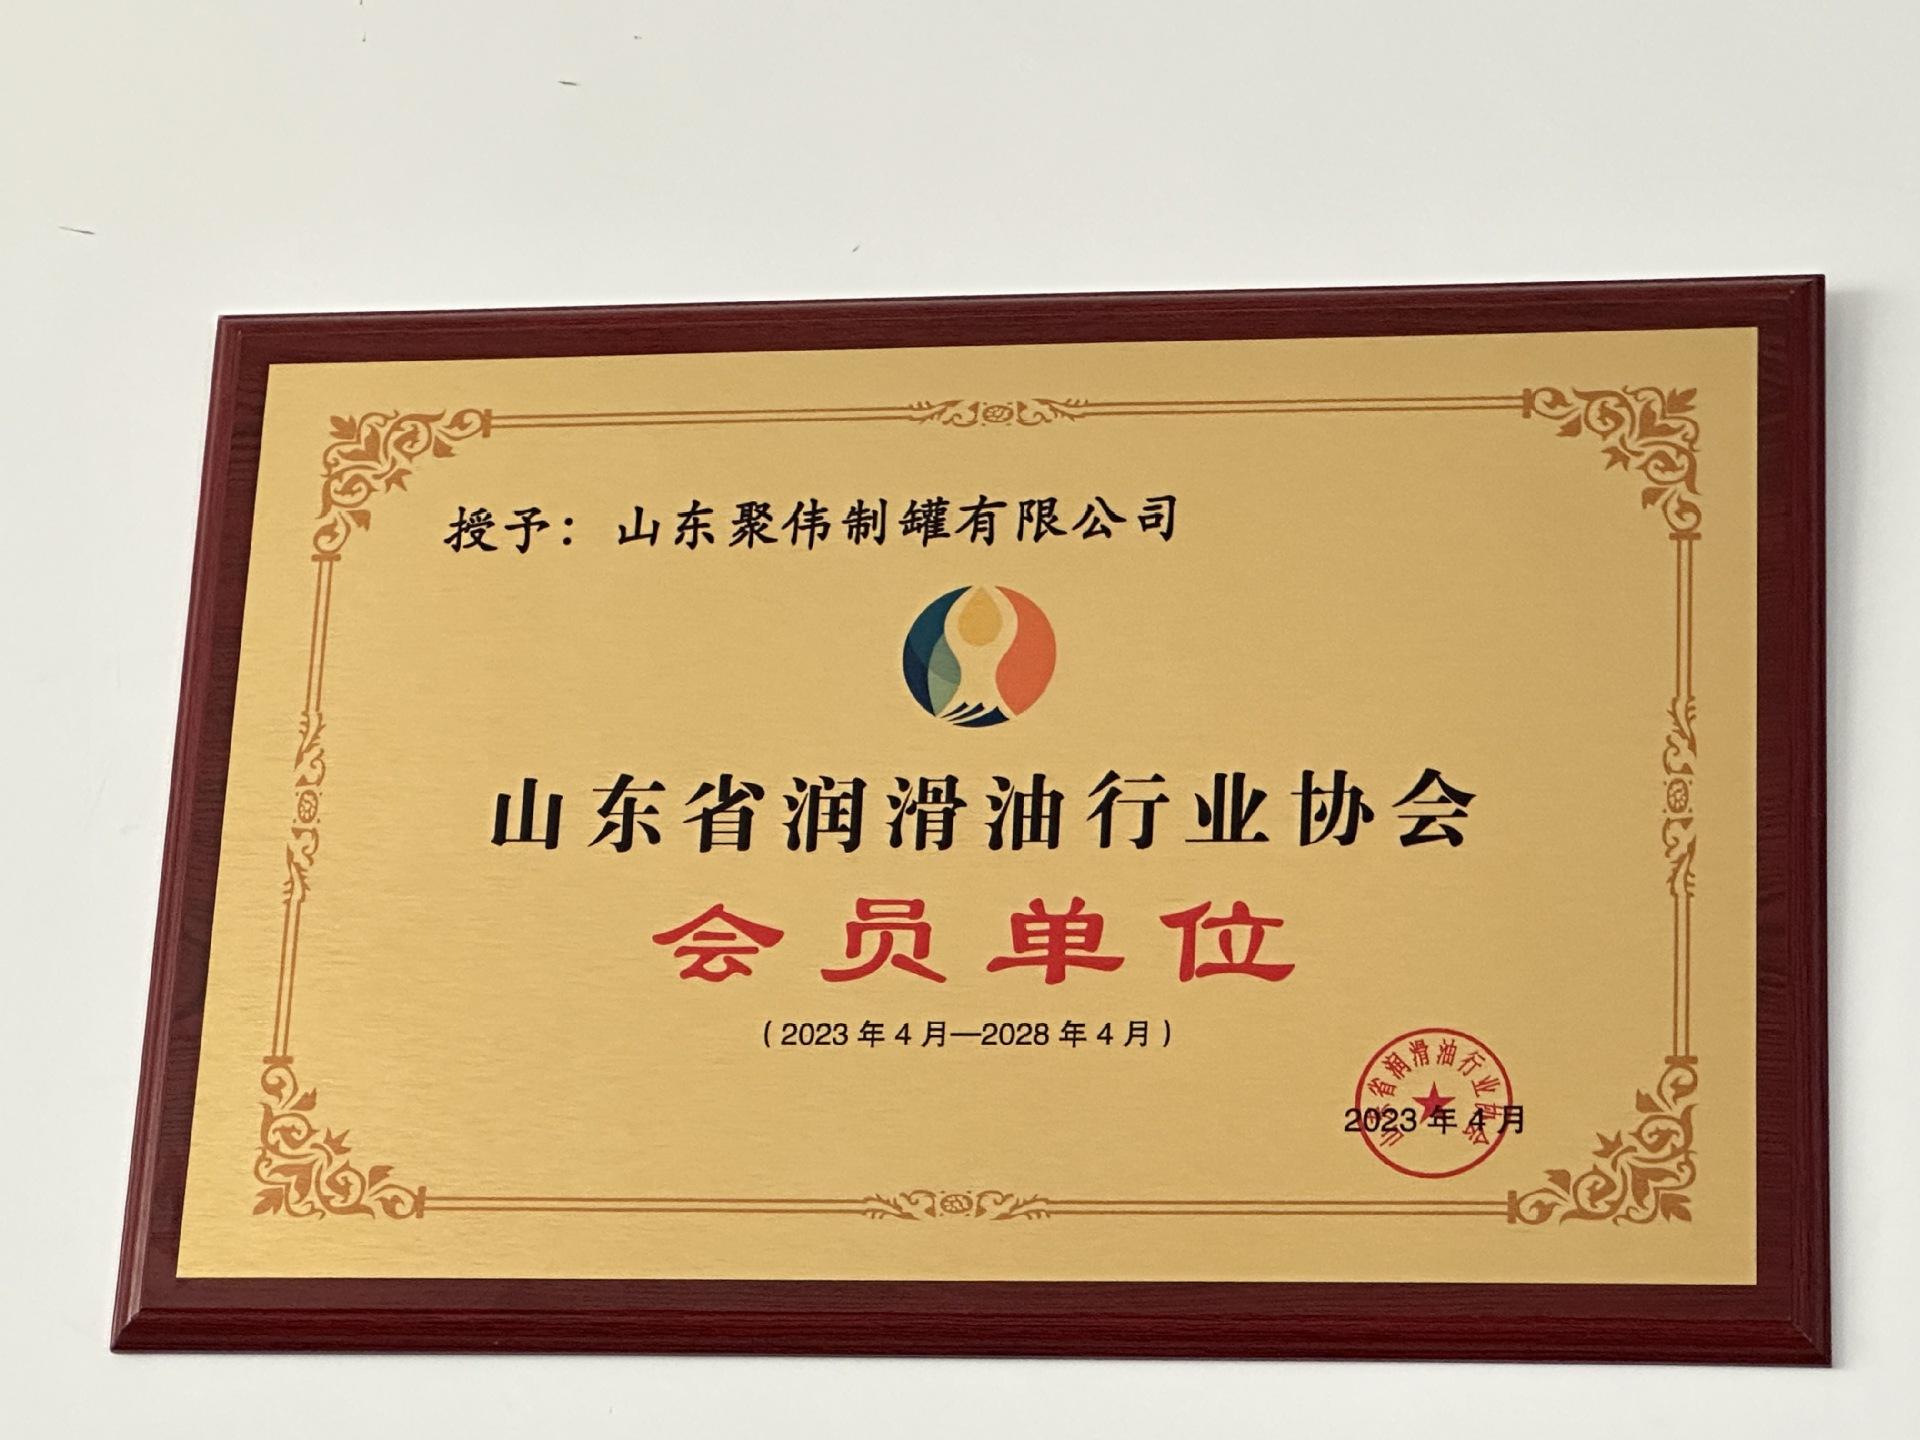 授予：山东聚伟制罐有限公司
山东省润滑油行业协会
会员单位
（2023年4月—2028年4月）
山东省润滑油行业协会
2023年4月